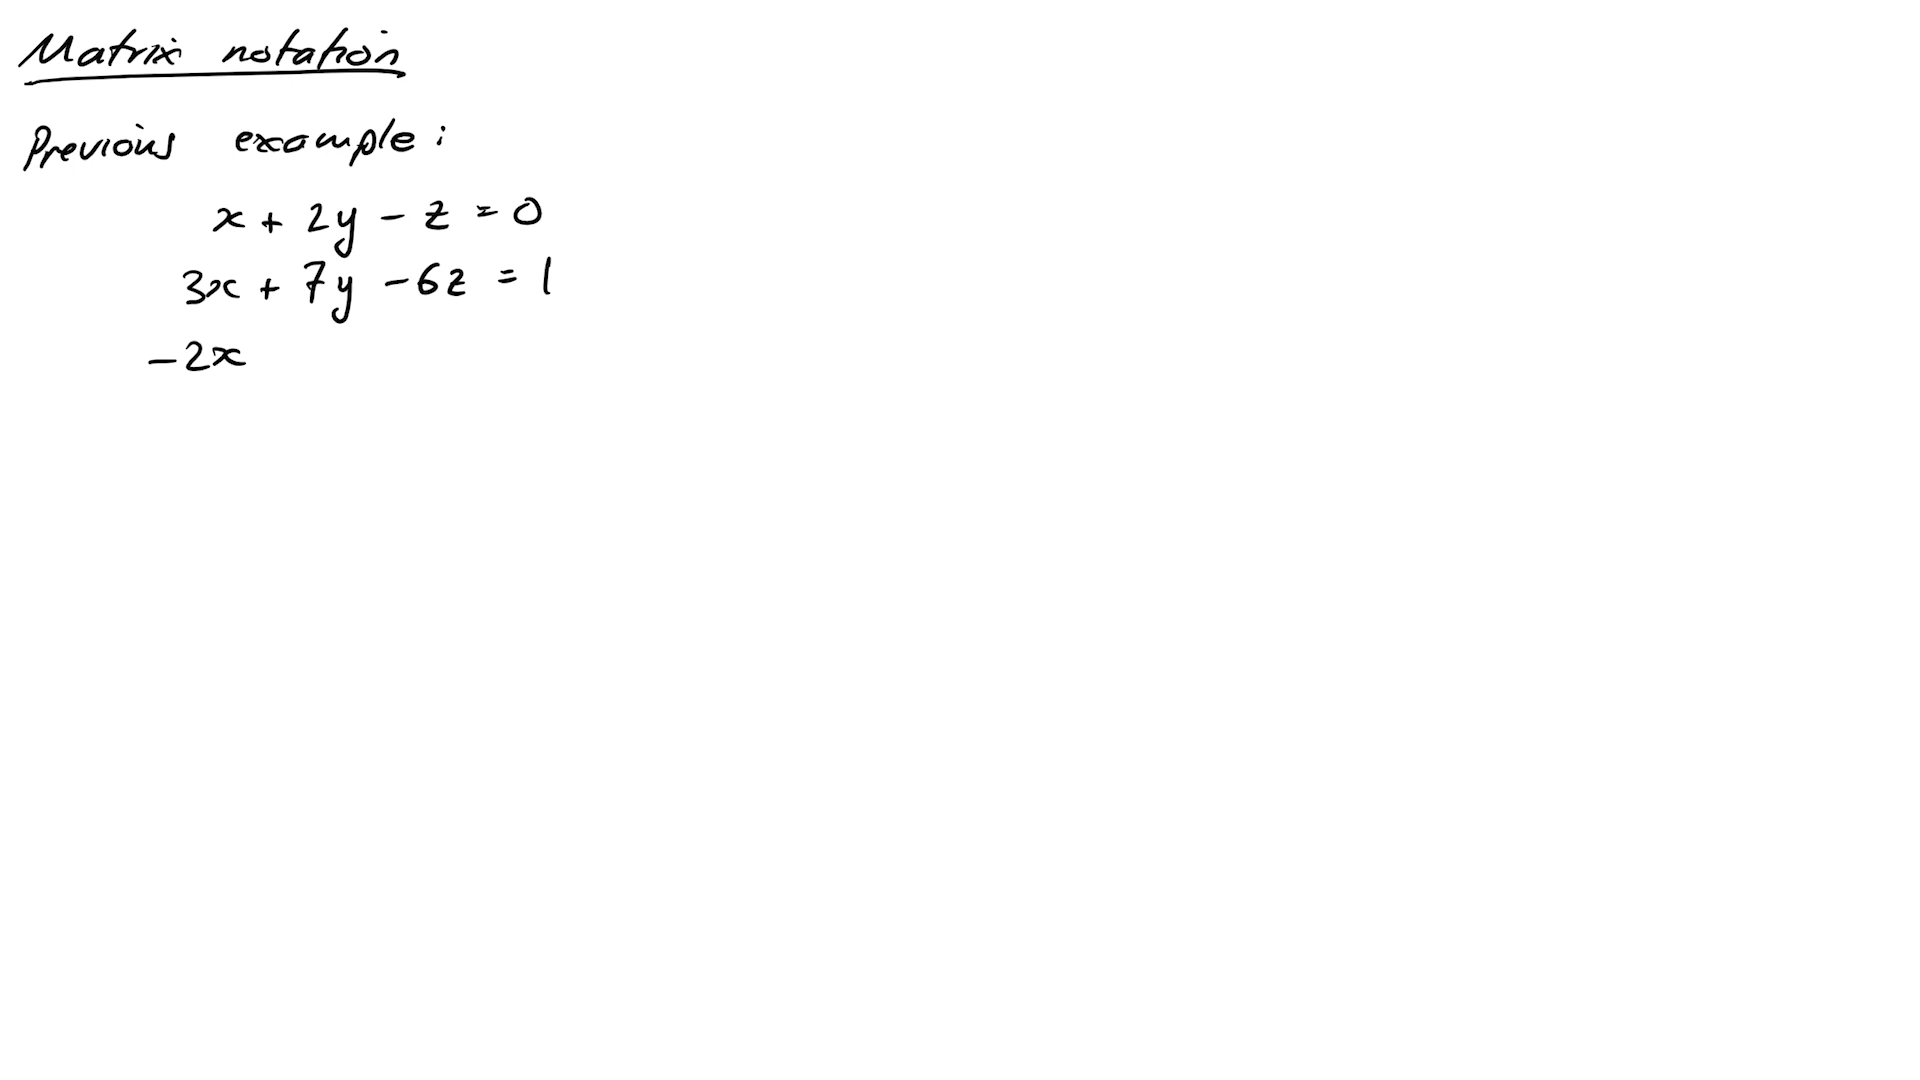 Matrix notation
Previous example:
x + 2y - z = 0
3x + 7y - 6z = 1
-2x